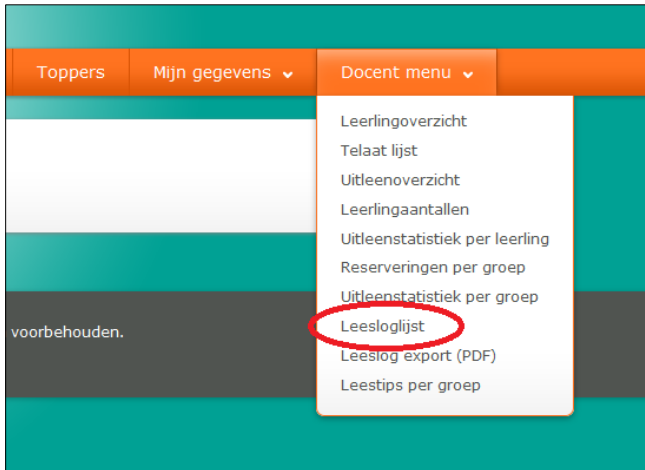 Toppers Mijn gegevens Docent menu
Leerlingoverzicht
Telaat lijst
Uitleenoverzicht
Leerlingaantallen
Uitleenstatistiek per leerling
Reserveringen per groep
Uitleenstatistiek per groep
Leesloglijst
Leeslog export (PDF)
Leestips per groep
voorbehouden.